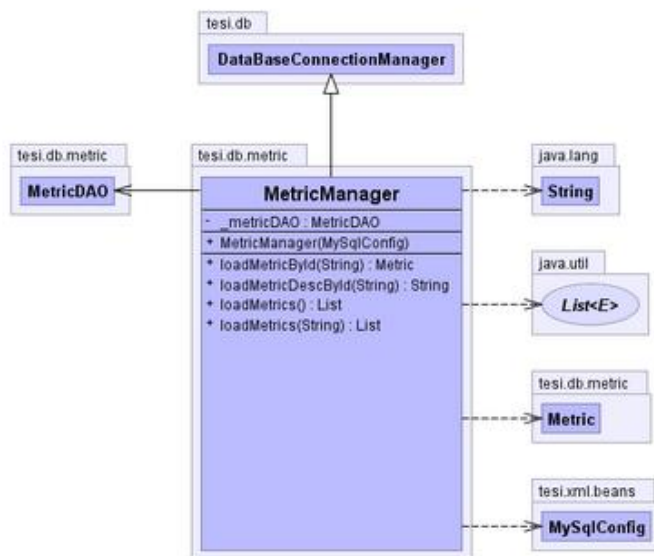 tesi.db
DataBaseConnectionManager
tesi.db.metric
MetricDAO
tesi.db.metric
MetricManager
- _metricDAO : MetricDAO
+ MetricManager(MySqlConfig)
+ loadMetricById(String) : Metric
+ loadMetricDescById(String) : String
+ loadMetrics() : List
+ loadMetrics(String) : List
java.lang
String
java.util
List<E>
tesi.db.metric
Metric
tesi.xml.beans
MySqlConfig